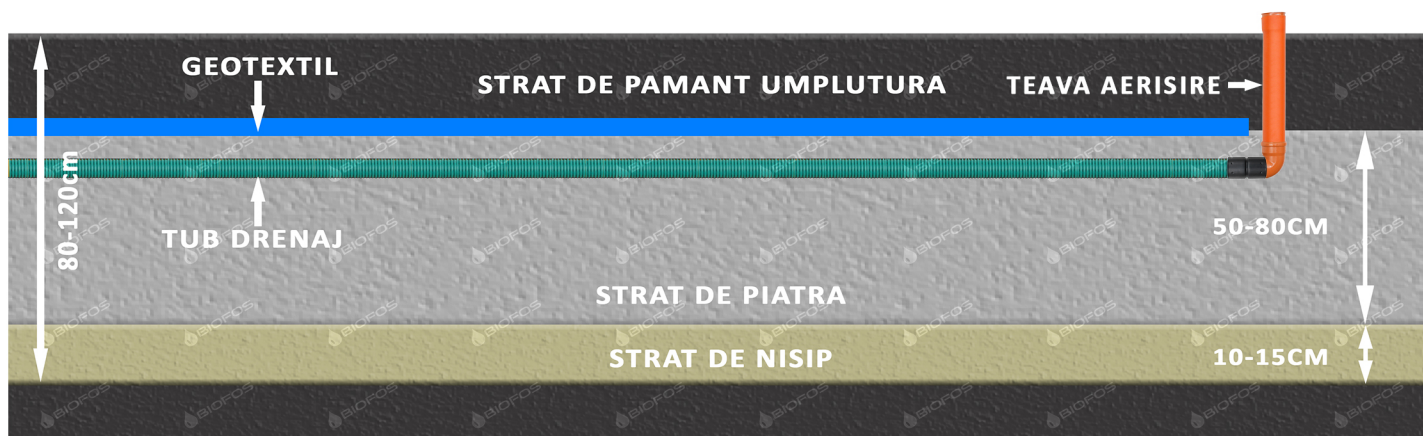 GEOTEXTIL
STRAT DE PAMANT UMPLUTURA
TEAVA AERISIRE
80-120cm
TUB DRENAJ
50-80CM
STRAT DE PIATRA
STRAT DE NISIP
10-15CM
BIOFOS